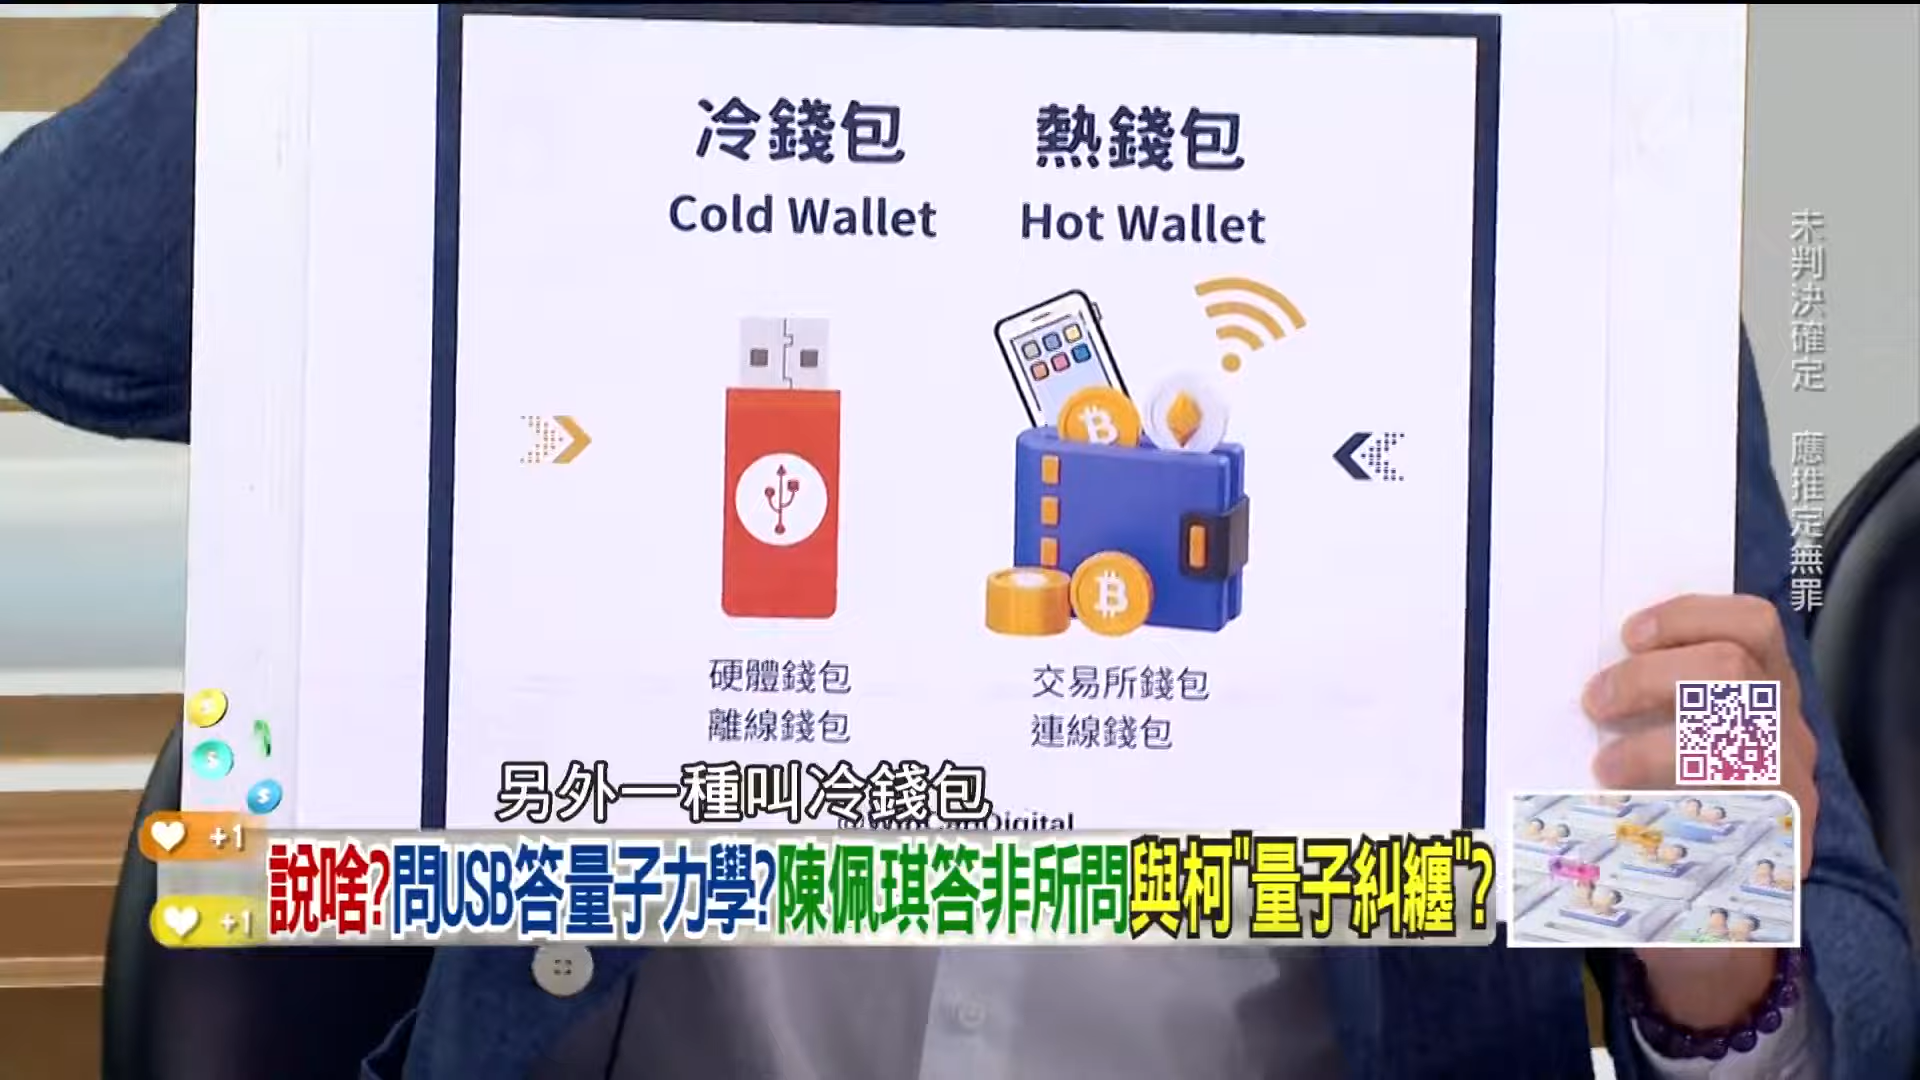 冷錢包
Cold Wallet
熱錢包
Hot Wallet
硬體錢包
離線錢包
交易所錢包
連線錢包
未判決確定 應推定無罪
另外一種叫冷錢包
+1
+1
說啥?問USB答量子力學?陳佩琪答非所問與柯"量子糾纏"?